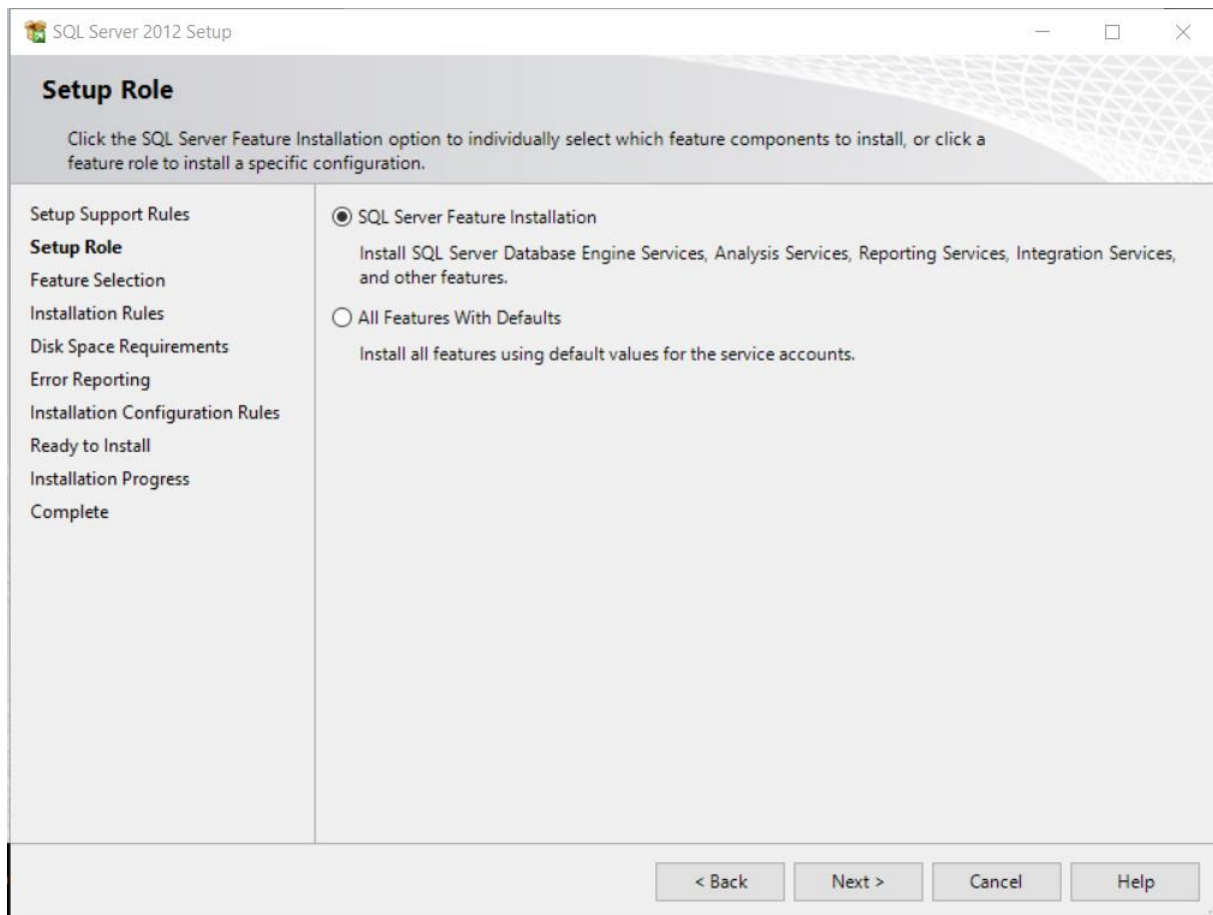 SQL Server 2012 Setup
Setup Role
Click the SQL Server Feature Installation option to individually select which feature components to install, or click a
feature role to install a specific configuration.
Setup Support Rules
Setup Role
Feature Selection
Installation Rules
Disk Space Requirements
Error Reporting
Installation Configuration Rules
Ready to Install
Installation Progress
Complete
SQL Server Feature Installation
Install SQL Server Database Engine Services, Analysis Services, Reporting Services, Integration Services,
and other features.
All Features With Defaults
Install all features using default values for the service accounts.
< Back
Next >
Cancel
Help